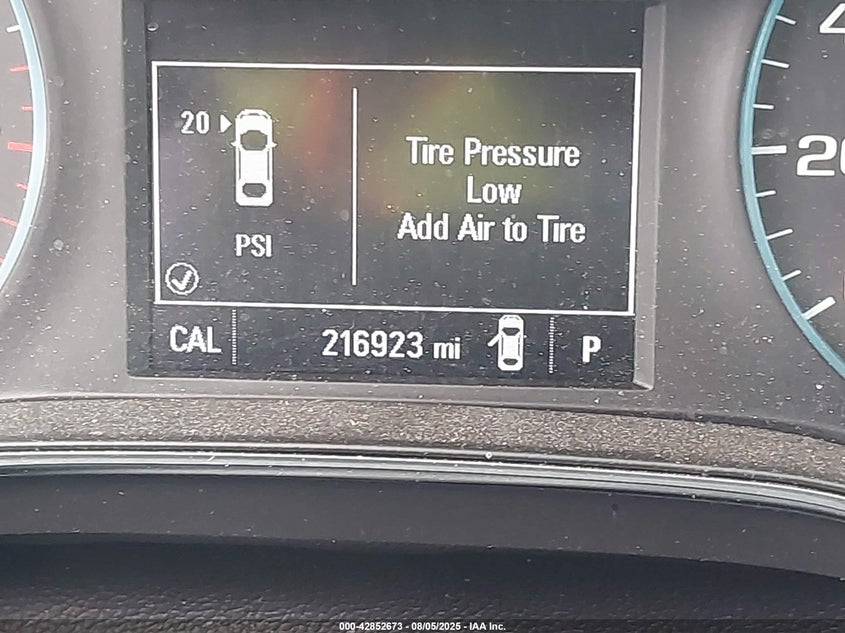 20
Tire Pressure
Low
Add Air to Tire
PSI
CAL
216923 mi
P
20
000-42852673 - 08/05/2025 - IAA Inc.